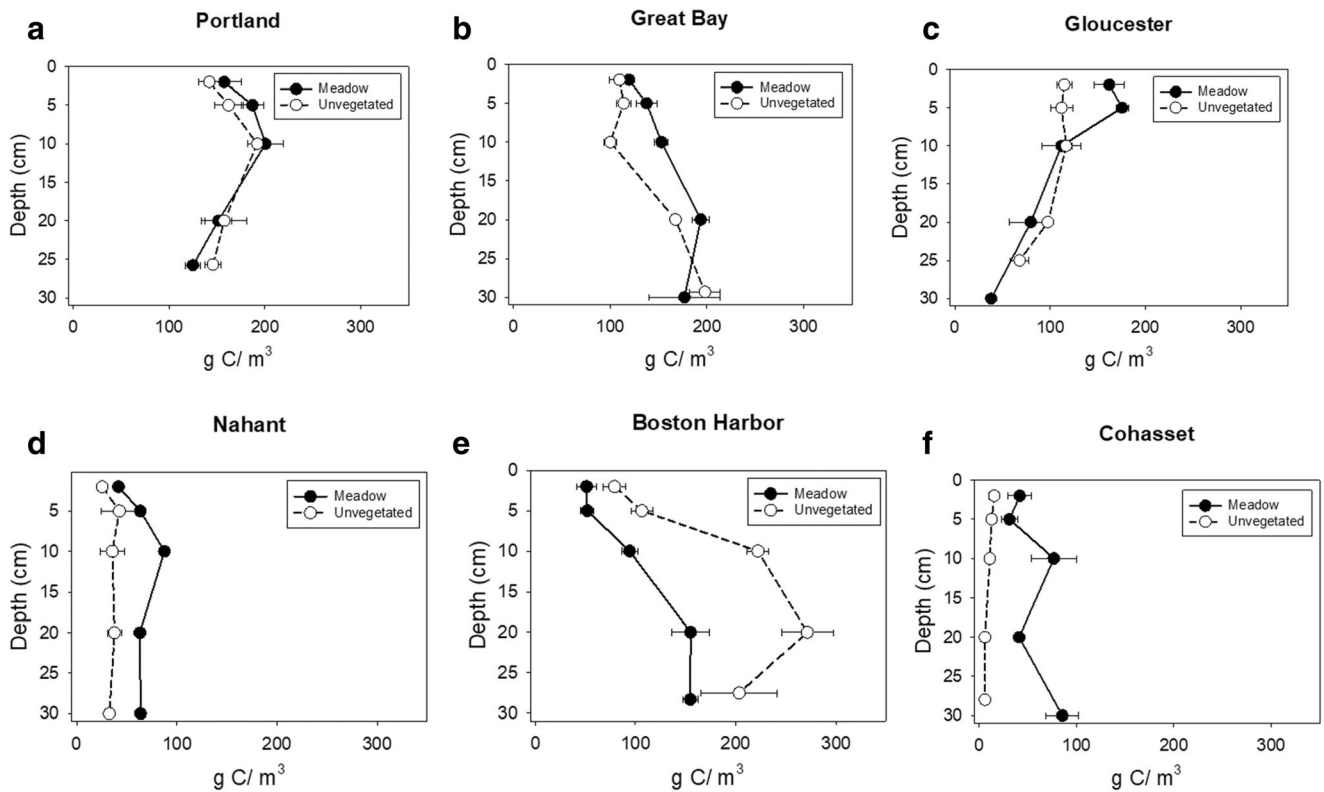 a
Portland
0
5
10
15
20
25
30
Depth (cm)
Meadow
Unvegetated
0 100 200 300
g C/ m³
b
Great Bay
0
5
10
15
20
25
30
Depth (cm)
Meadow
Unvegetated
0 100 200 300
g C/ m³
c
Gloucester
0
5
10
15
20
25
30
Depth (cm)
Meadow
Unvegetated
0 100 200 300
g C/ m³
d
Nahant
5
10
15
20
25
30
Depth (cm)
Meadow
Unvegetated
0 100 200 300
g C/ m³
e
Boston Harbor
0
5
10
15
20
25
30
Depth (cm)
Meadow
Unvegetated
0 100 200 300
g C/ m³
f
Cohasset
0
5
10
15
20
25
30
Depth (cm)
Meadow
Unvegetated
0 100 200 300
g C/ m³